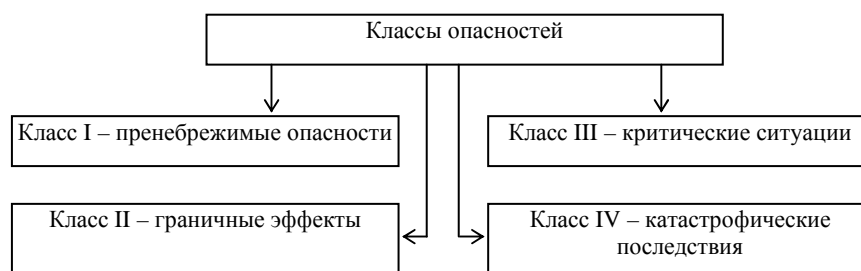 Классы опасностей
Класс I – пренебрежимые опасности
Класс III – критические ситуации
Класс II – граничные эффекты
Класс IV – катастрофические
последствия